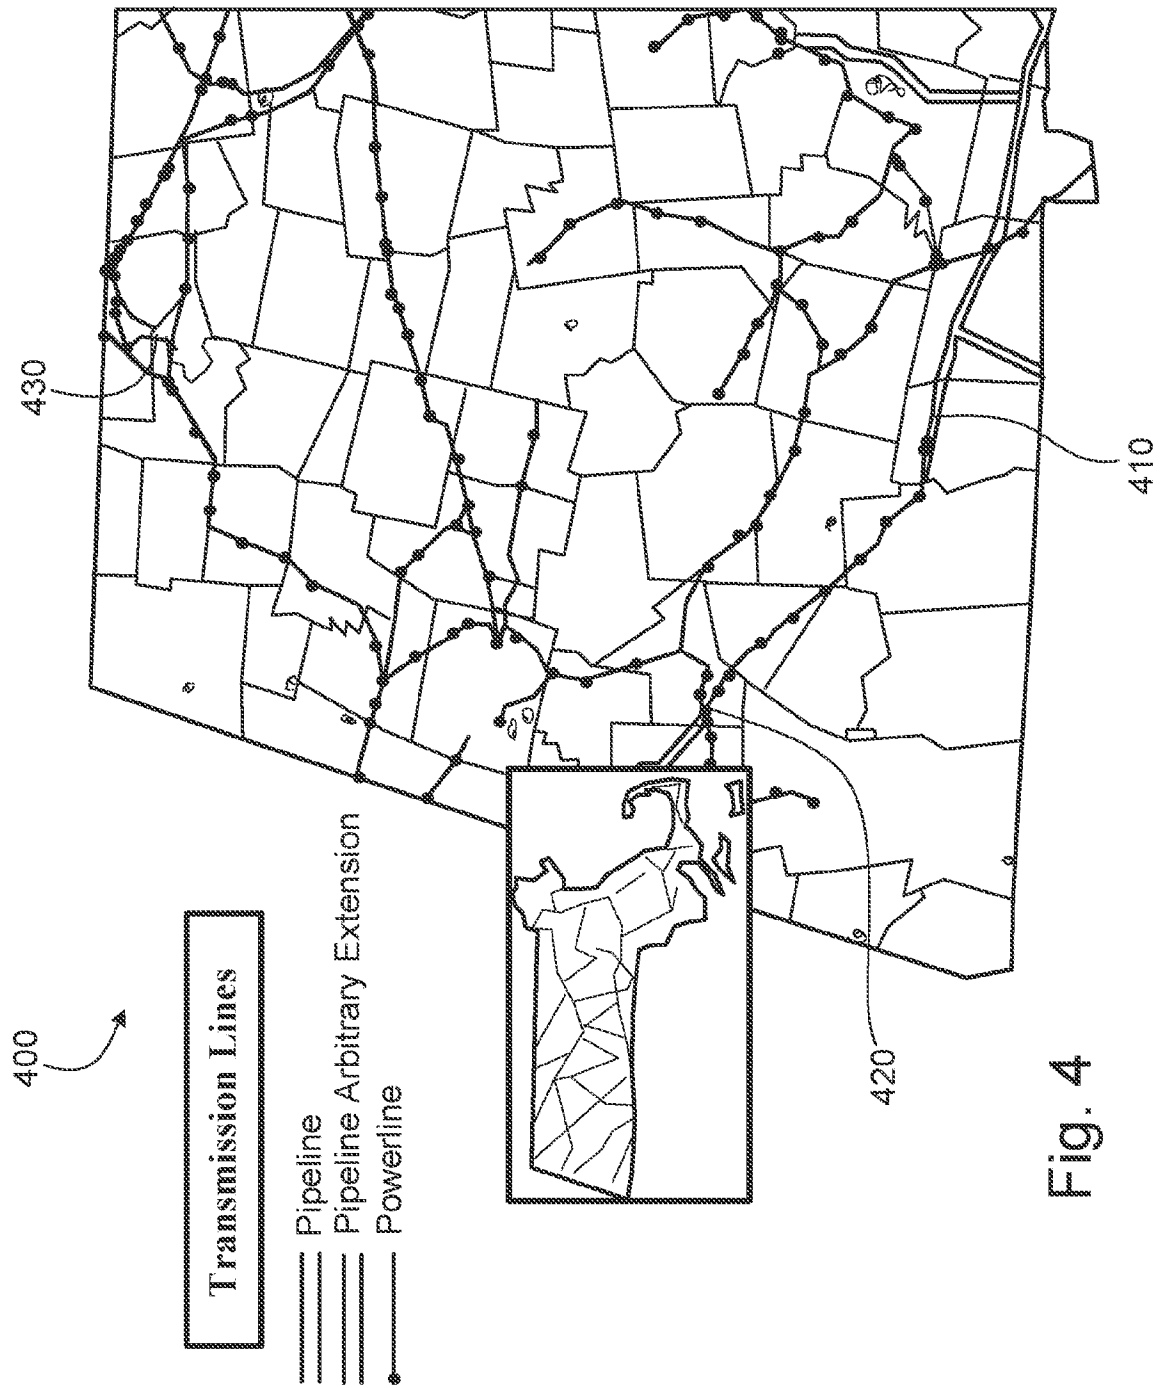 400
Transmission Lines
Pipeline
Pipeline Arbitrary Extension
Powerline
430
410
420
Fig. 4